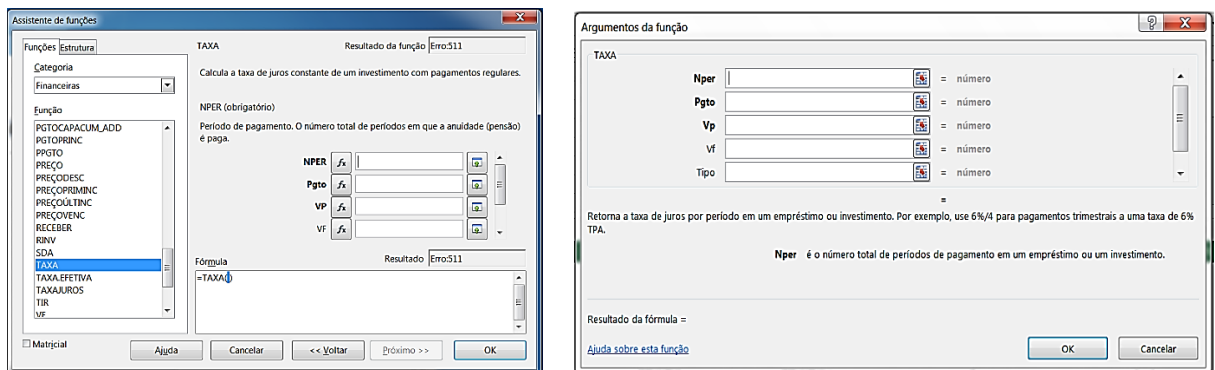 Assistente de funções
Funções Estrutura
TAXA
Resultado da função Erro:511
Categoria
Financeiras
Calcula a taxa de juros constante de um investimento com pagamentos regulares.
Função
PGTOCAPACUM_ADD
PGTOPRINC
PPGTO
PREÇO
PREÇODESC
PREÇOPRIMINC
PREÇOÚLTINC
PREÇOVENC
RECEBER
RINV
SDA
TAXA
TAXA.EFETIVA
TAXAJUROS
TIR
VF
NPER (obrigatório)
Período de pagamento. O número total de períodos em que a anuidade (pensão)
é paga.
NPER fx
Pgto fx
VP fx
VF fx
Fórmula
Resultado Erro:511
=TAXA()
Matricial
Ajuda
Cancelar
<< Voltar
Próximo >>
OK
Argumentos da função
TAXA
Nper = número
Pgto = número
Vp = número
Vf = número
Tipo = número
=
Retorna a taxa de juros por período em um empréstimo ou investimento. Por exemplo, use 6%/4 para pagamentos trimestrais a uma taxa de 6%
TPA.
Nper é o número total de períodos de pagamento em um empréstimo ou um investimento.
Resultado da fórmula =
Ajuda sobre esta função
OK
Cancelar